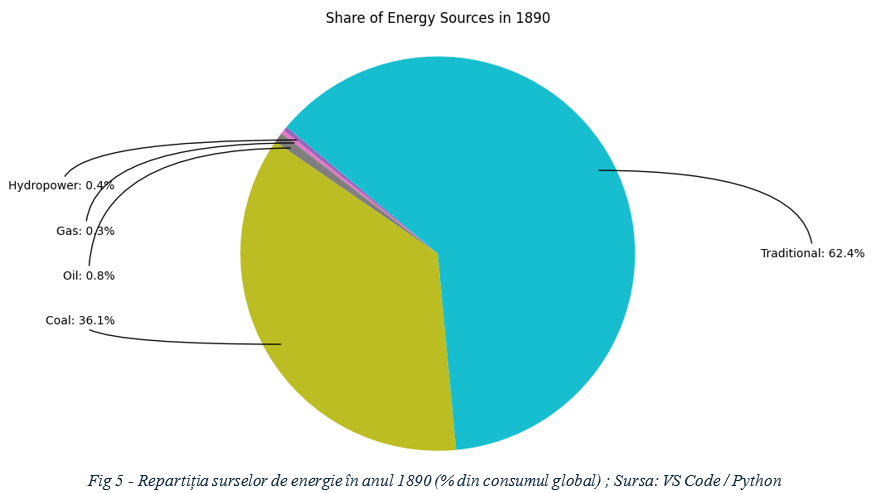 Share of Energy Sources in 1890
Hydropower: 0.4%
Gas: 0.3%
Oil: 0.8%
Coal: 36.1%
Traditional: 62.4%
Fig 5 - Repartiția surselor de energie în anul 1890 (% din consumul global) ; Sursa: VS Code / Python